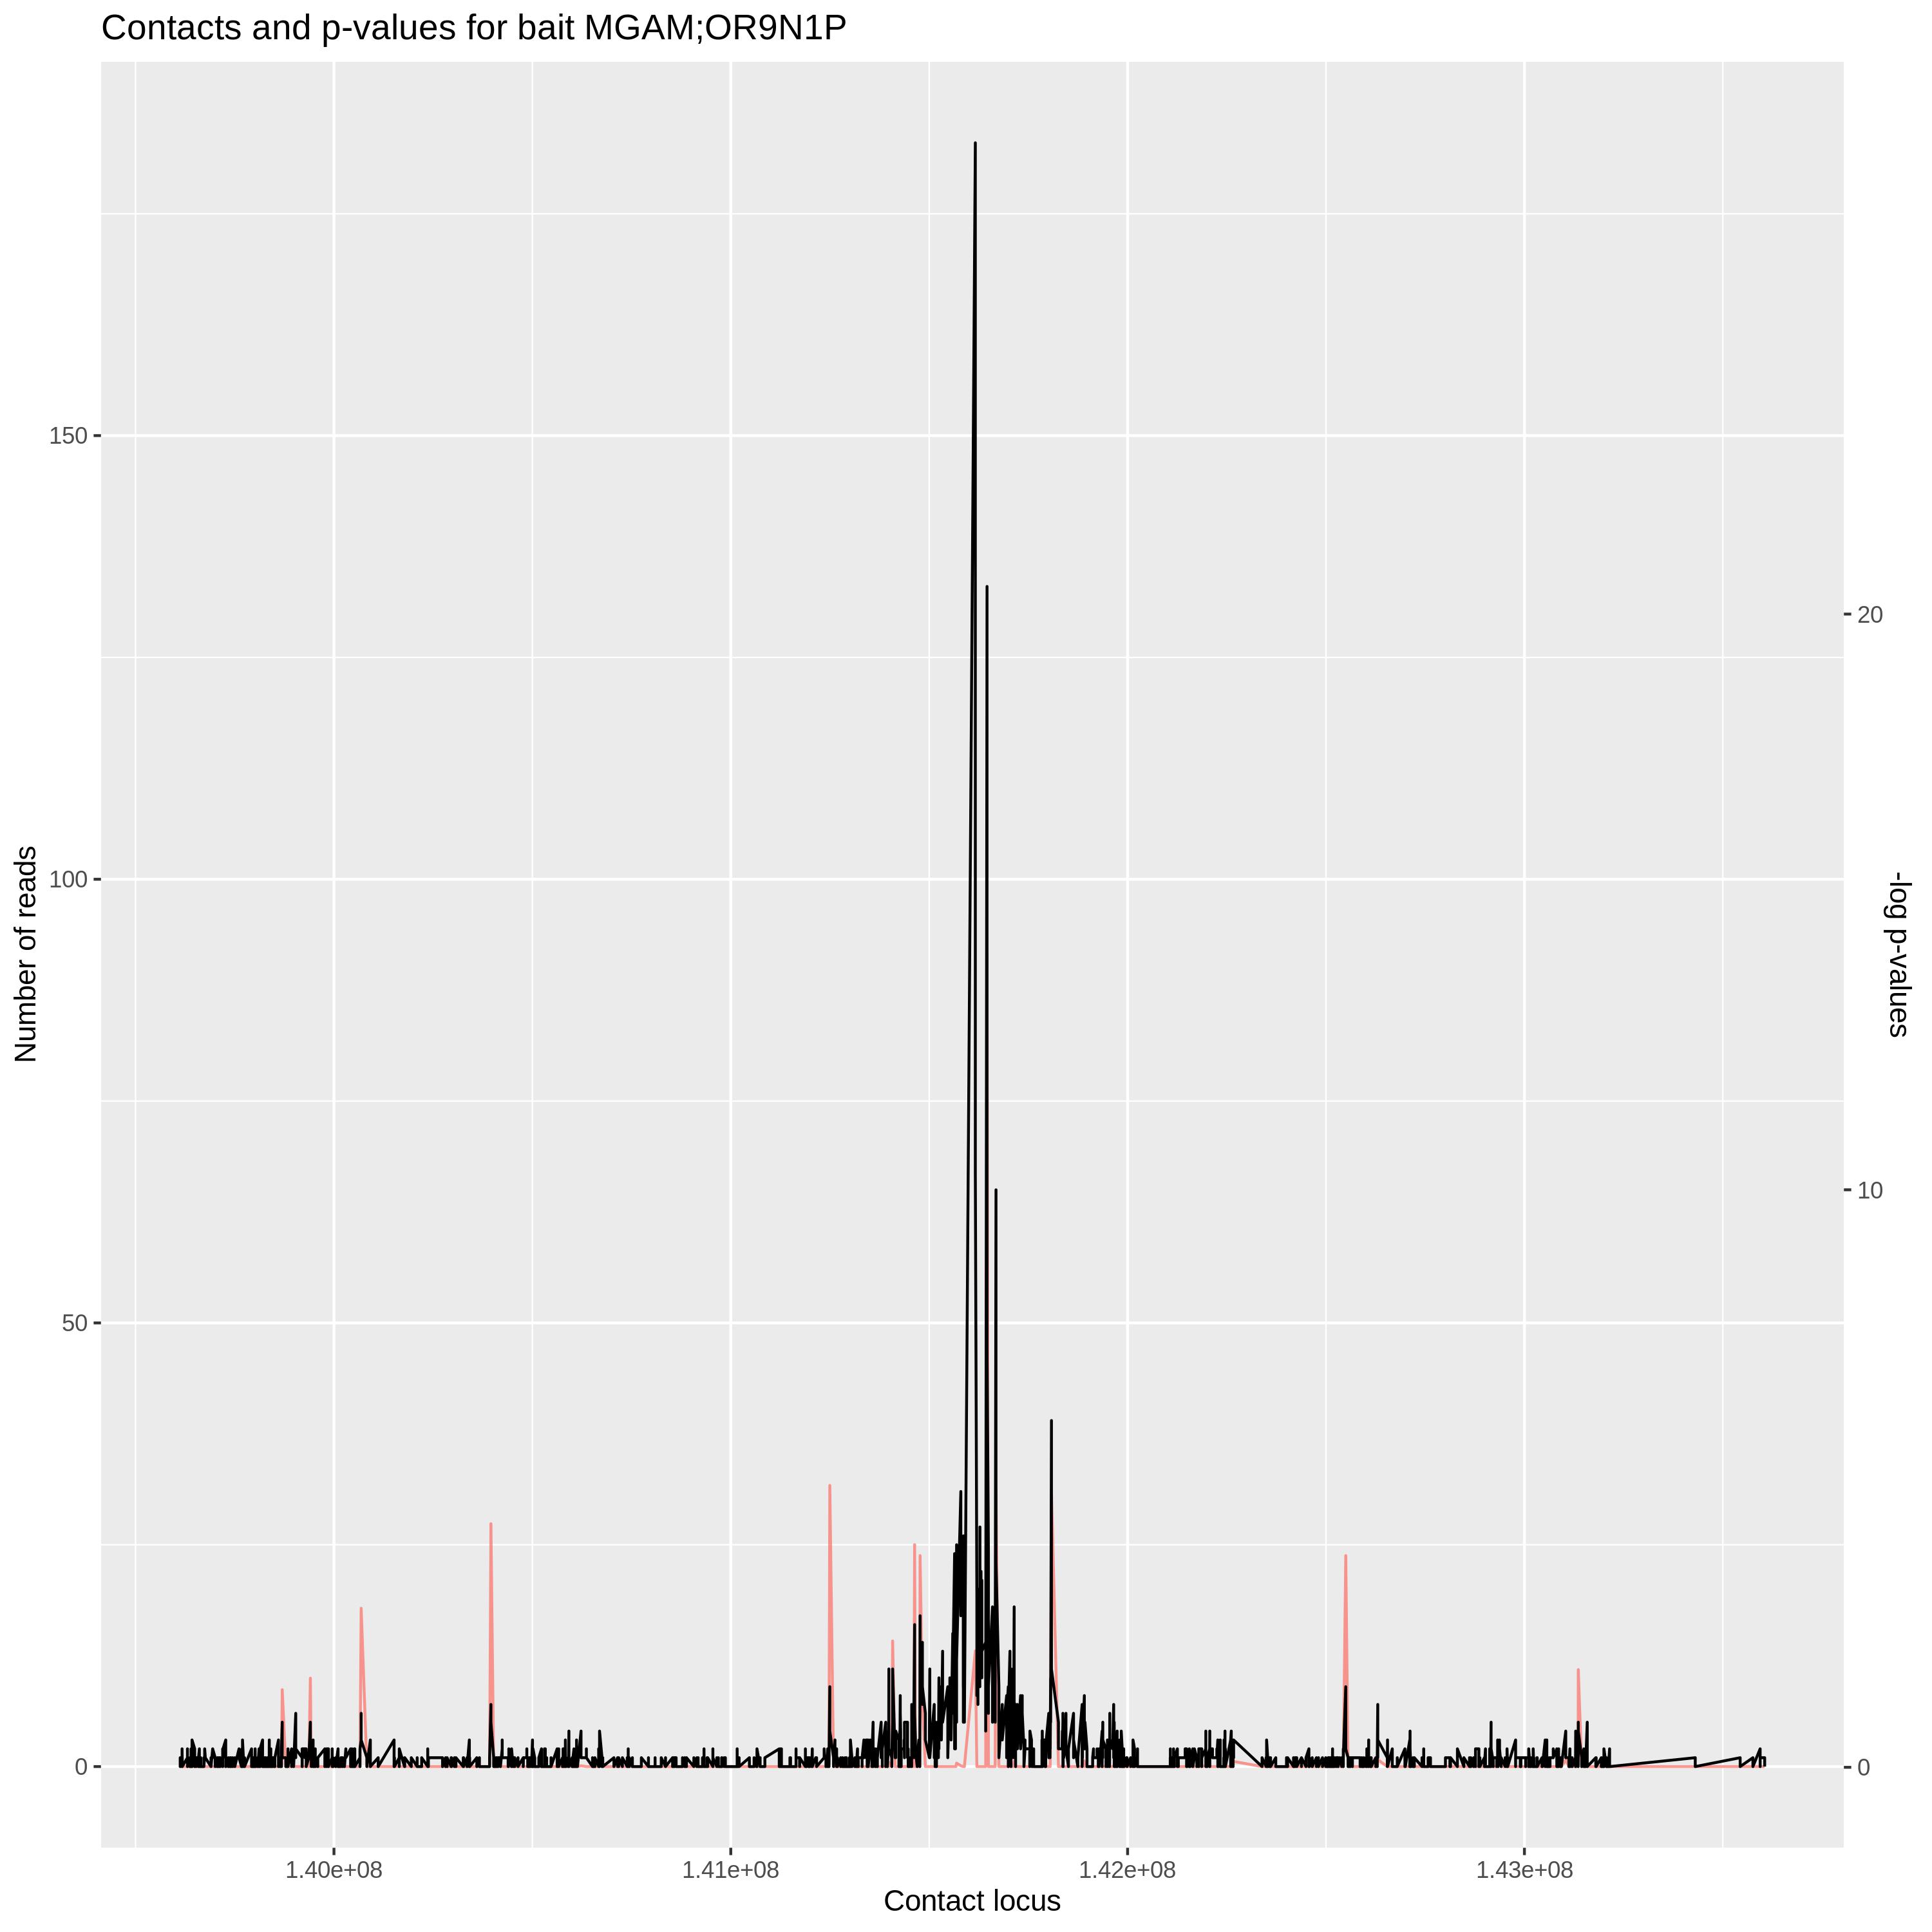 Contacts and p-values for bait MGAM;OR9N1P
Number of reads
150
100
50
0
20
10
0
-log p-values
1.40e+08
1.41e+08
1.42e+08
1.43e+08
Contact locus